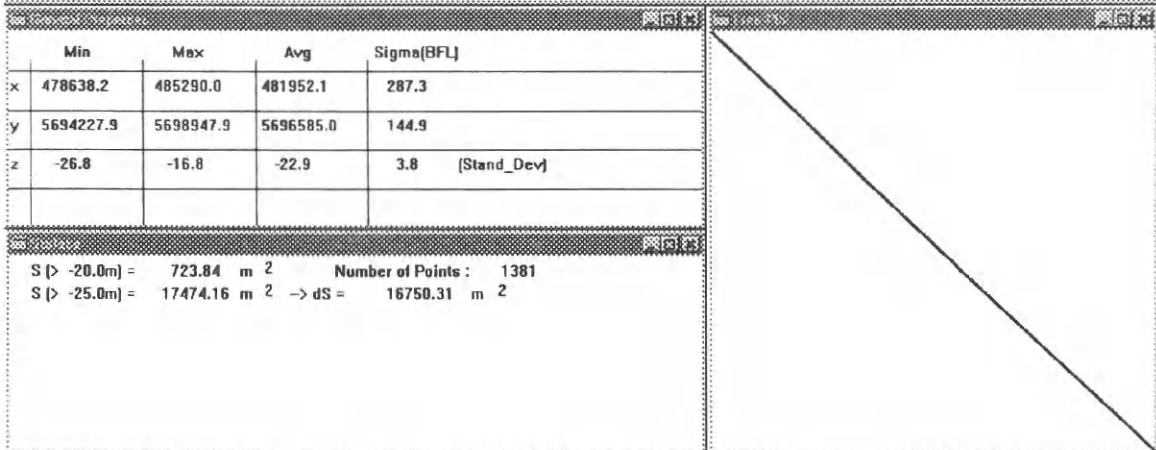 Min Max Avg Sigma(BFL)
x 478638.2 485290.0 481952.1 287.3
y 5694227.9 5698947.9 5696585.0 144.9
z -26.8 -16.8 -22.9 3.8 (Stand_Dev)
S (> -20.0m) = 723.84 m 2 Number of Points : 1381
S (> -25.0m) = 17474.16 m 2 -> dS = 16750.31 m 2